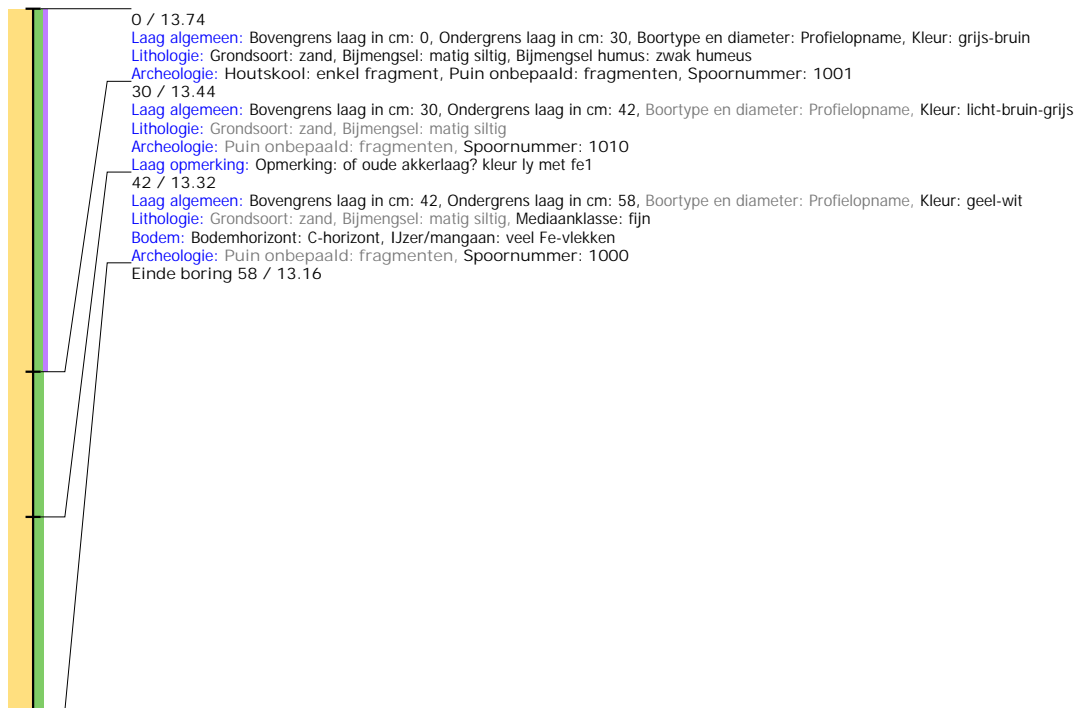 0 / 13.74
Laag algemeen: Bovengrens laag in cm: 0, Ondergrens laag in cm: 30, Boortype en diameter: Profielopname, Kleur: grijs-bruin
Lithologie: Grondsoort: zand, Bijmengsel: matig siltig, Bijmengsel humus: zwak humeus
Archeologie: Houtskool: enkel fragment, Puin onbepaald: fragmenten, Spoornummer: 1001
30 / 13.44
Laag algemeen: Bovengrens laag in cm: 30, Ondergrens laag in cm: 42, Boortype en diameter: Profielopname, Kleur: licht-bruin-grijs
Lithologie: Grondsoort: zand, Bijmengsel: matig siltig
Archeologie: Puin onbepaald: fragmenten, Spoornummer: 1010
Laag opmerking: Opmerking: of oude akkerlaag? kleur ly met fe1
42 / 13.32
Laag algemeen: Bovengrens laag in cm: 42, Ondergrens laag in cm: 58, Boortype en diameter: Profielopname, Kleur: geel-wit
Lithologie: Grondsoort: zand, Bijmengsel: matig siltig, Mediaanklasse: fijn
Bodem: Bodemhorizont: C-horizont, IJzer/mangaan: veel Fe-vlekken
Archeologie: Puin onbepaald: fragmenten, Spoornummer: 1000
Einde boring 58 / 13.16